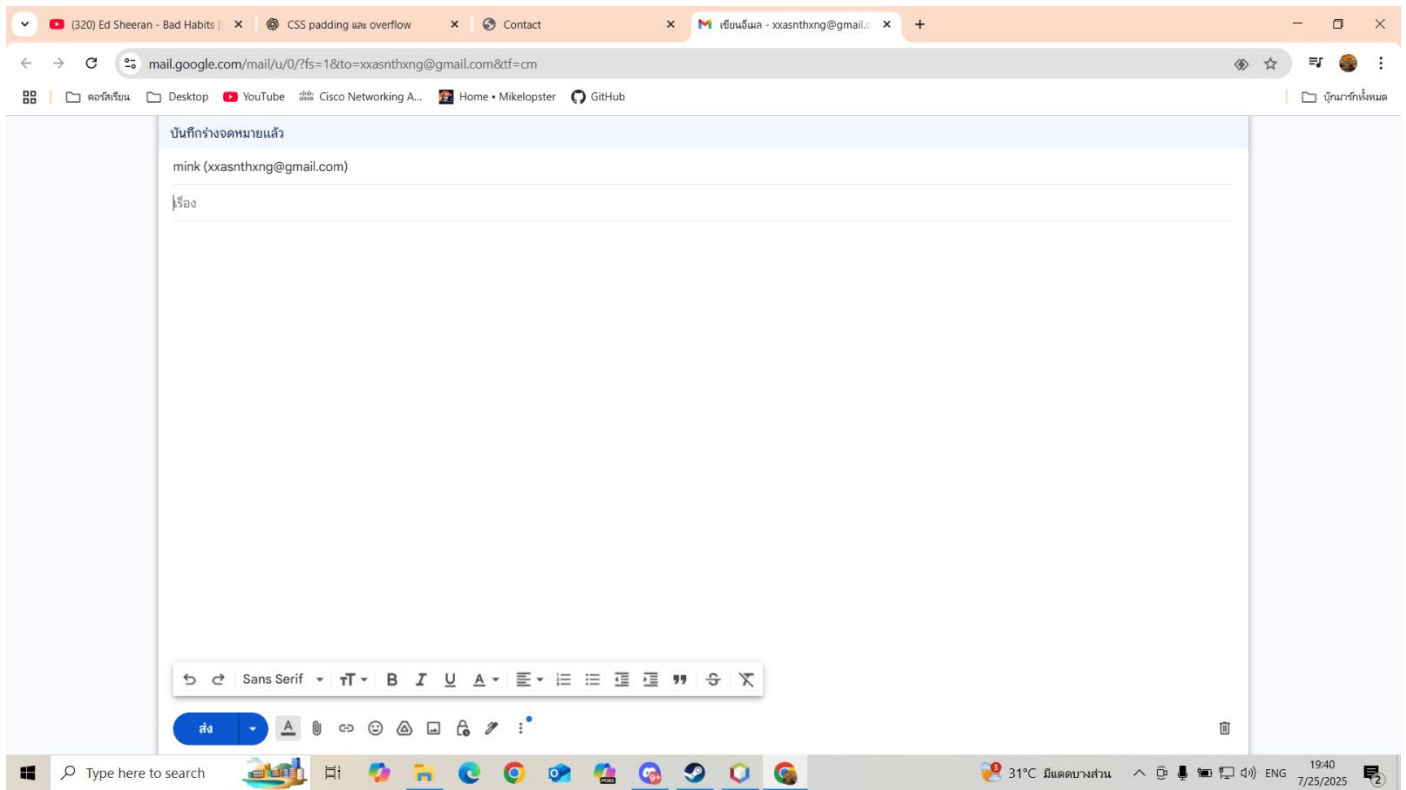 (320) Ed Sheeran - Bad Habits | CSS padding และ overflow Contact เขียนอีเมล - xxasnthxng@gmail.c
mail.google.com/mail/u/0/?fs=1&to=xxasnthxng@gmail.com&tf=cm
คอร์สเรียน Desktop YouTube Cisco Networking A... Home • Mikelopster GitHub บุ๊กมาร์กทั้งหมด
บันทึกร่างจดหมายแล้ว
mink (xxasnthxng@gmail.com)
เรื่อง
Sans Serif
ส่ง
Type here to search 31°C มีแดดบางส่วน ENG 19:40
7/25/2025